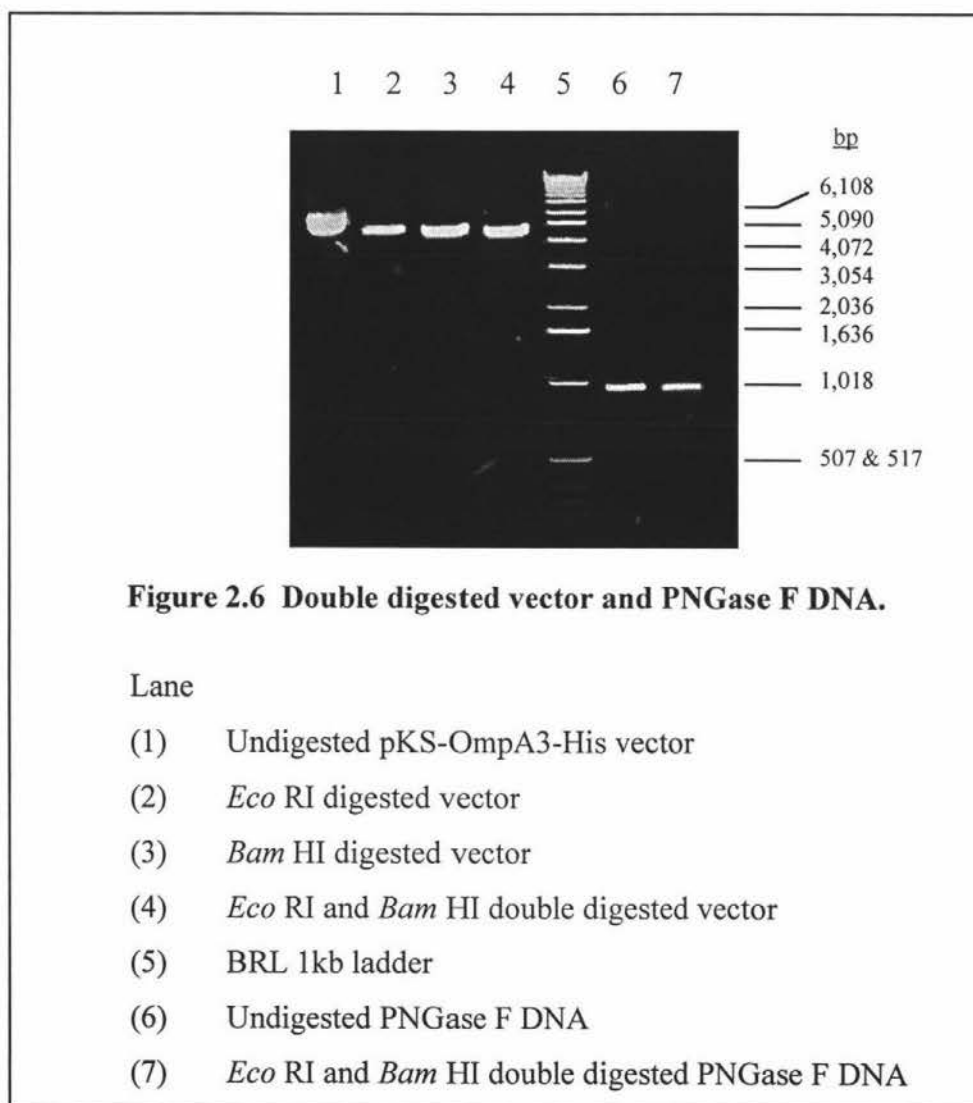 1 2 3 4 5 6 7
bp
6,108
5,090
4,072
3,054
2,036
1,636
1,018
507 & 517
Figure 2.6 Double digested vector and PNGase F DNA.
Lane
(1) Undigested pKS-OmpA3-His vector
(2) Eco RI digested vector
(3) Bam HI digested vector
(4) Eco RI and Bam HI double digested vector
(5) BRL 1kb ladder
(6) Undigested PNGase F DNA
(7) Eco RI and Bam HI double digested PNGase F DNA